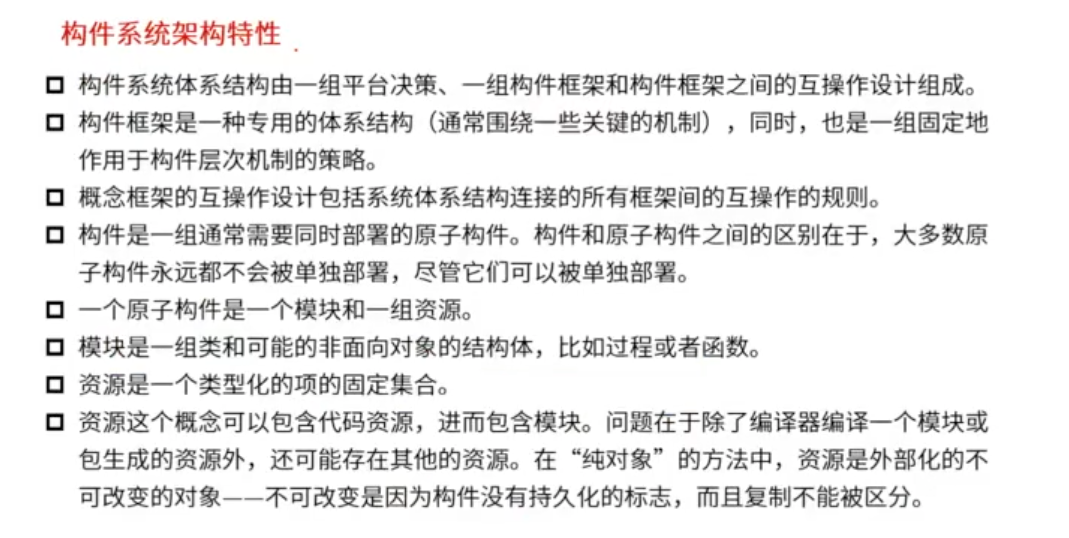 构件系统架构特性
构件系统体系结构由一组平台决策、一组构件框架和构件框架之间的互操作设计组成。
构件框架是一种专用的体系结构（通常围绕一些关键的机制），同时，也是一组固定地
作用于构件层次机制的策略。
概念框架的互操作设计包括系统体系结构连接的所有框架间的互操作的规则。
构件是一组通常需要同时部署的原子构件。构件和原子构件之间的区别在于，大多数原
子构件永远都不会被单独部署，尽管它们可以被单独部署。
一个原子构件是一个模块和一组资源。
模块是一组类和可能的非面向对象的结构体，比如过程或者函数。
资源是一个类型化的项的固定集合。
资源这个概念可以包含代码资源，进而包含模块。问题在于除了编译器编译一个模块或
包生成的资源外，还可能存在其他的资源。在“纯对象”的方法中，资源是外部化的不
可改变的对象——不可改变是因为构件没有持久化的标志，而且复制不能被区分。